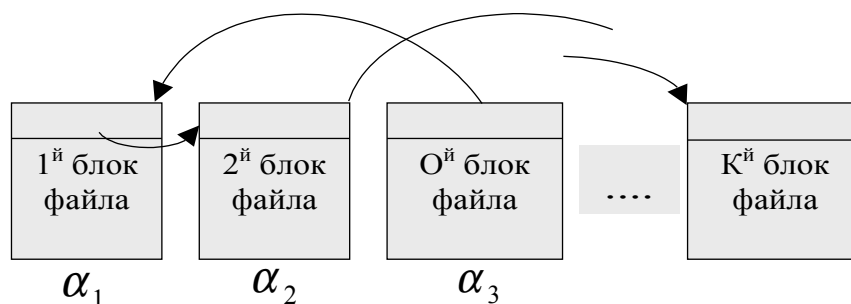 1й блок
файла
2й блок
файла
Ой блок
файла
....
Кй блок
файла
α1
α2
α3